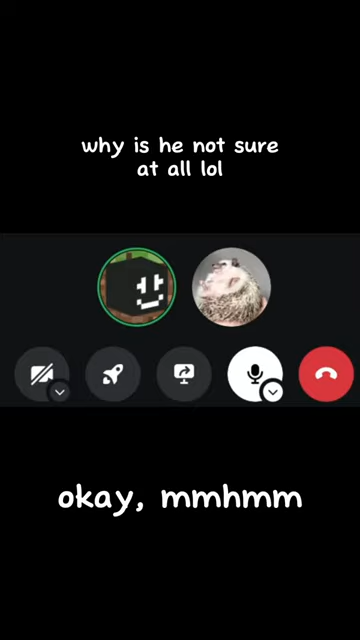 why is he not sure
at all lol
okay, mmhmm